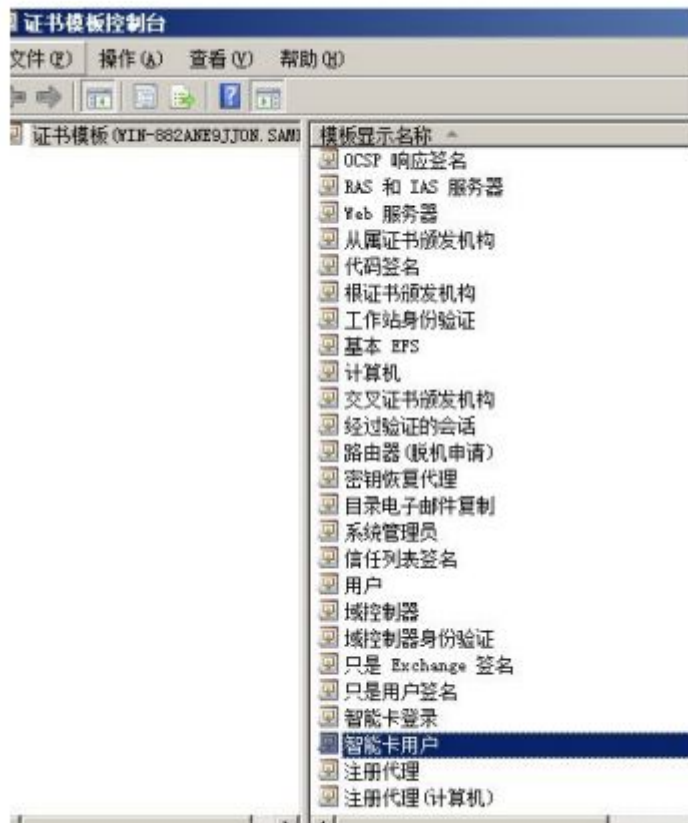 证书模板控制台
文件(F) 操作(A) 查看(V) 帮助(H)
证书模板(WIN-882ANE9JJON.SAM
模板显示名称
OCSP 响应签名
RAS 和 IAS 服务器
Web 服务器
从属证书颁发机构
代码签名
根证书颁发机构
工作站身份验证
基本 EFS
计算机
交叉证书颁发机构
经过验证的会话
路由器(脱机申请)
密钥恢复代理
目录电子邮件复制
系统管理员
信任列表签名
用户
域控制器
域控制器身份验证
只是 Exchange 签名
只是用户签名
智能卡登录
智能卡用户
注册代理
注册代理(计算机)